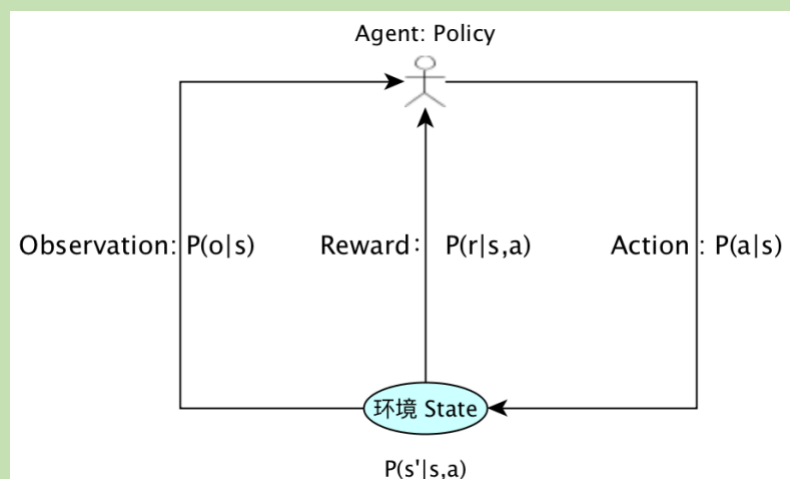 Agent: Policy
Observation: P(o|s)
Reward: P(r|s,a)
Action : P(a|s)
环境 State
P(s'|s,a)